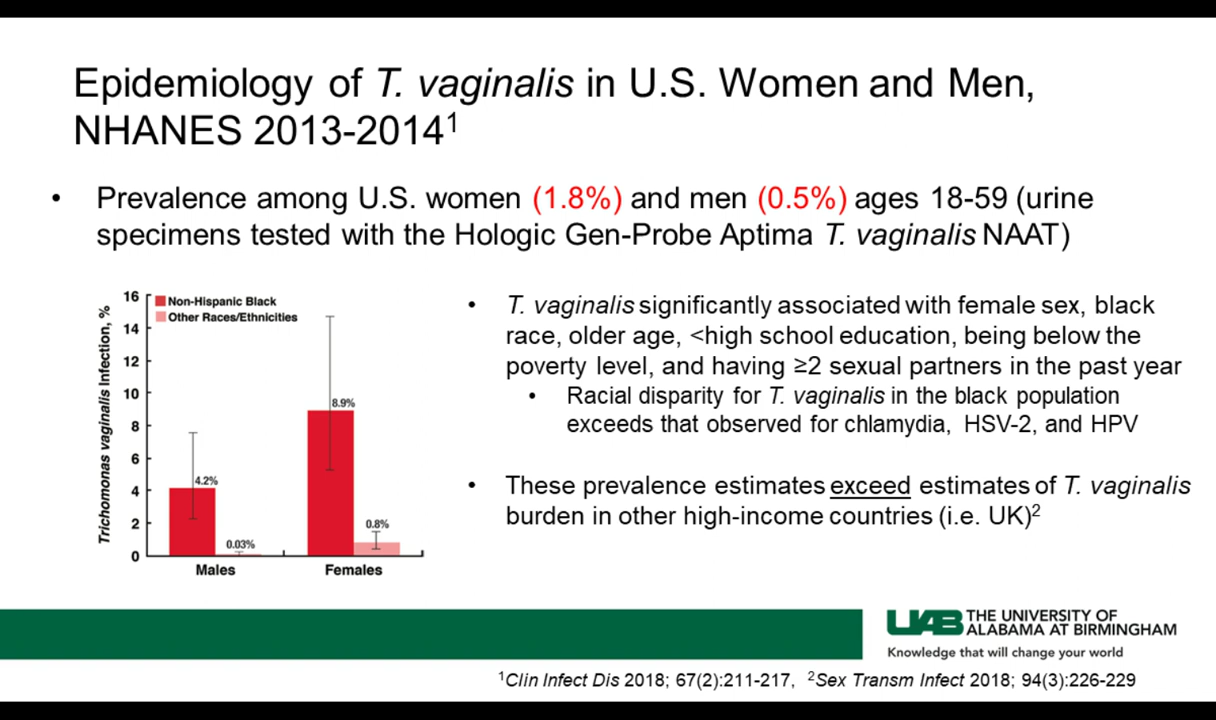 Epidemiology of T. vaginalis in U.S. Women and Men,
NHANES 2013-2014¹
• Prevalence among U.S. women (1.8%) and men (0.5%) ages 18-59 (urine
specimens tested with the Hologic Gen-Probe Aptima T. vaginalis NAAT)
Trichomonas vaginalis Infection, %
16
14
12
10
8
6
4
2
0
Non-Hispanic Black
Other Races/Ethnicities
4.2%
0.03%
8.9%
0.8%
Males
Females
• T. vaginalis significantly associated with female sex, black
race, older age, <high school education, being below the
poverty level, and having ≥2 sexual partners in the past year
• Racial disparity for T. vaginalis in the black population
exceeds that observed for chlamydia, HSV-2, and HPV
• These prevalence estimates exceed estimates of T. vaginalis
burden in other high-income countries (i.e. UK)²
UAB THE UNIVERSITY OF
ALABAMA AT BIRMINGHAM
Knowledge that will change your world
¹Clin Infect Dis 2018; 67(2):211-217, ²Sex Transm Infect 2018; 94(3):226-229